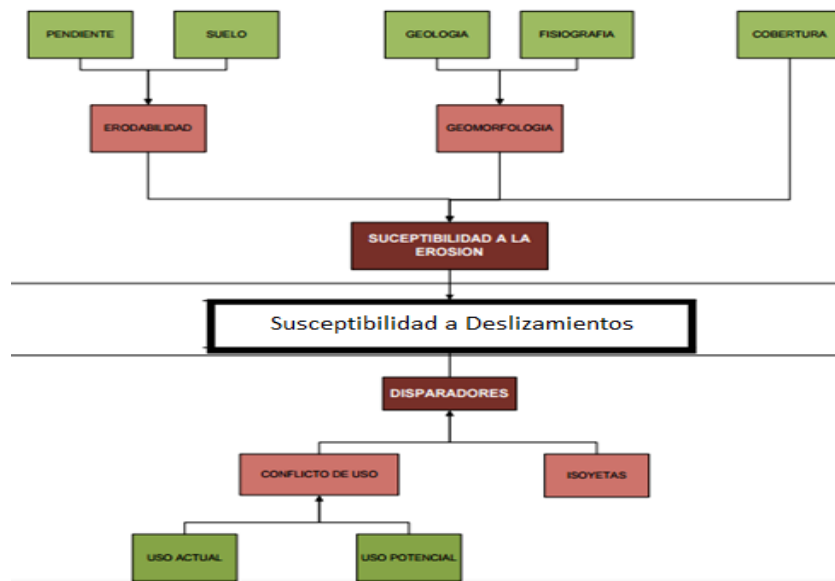 PENDIENTE
SUELO
GEOLOGIA
FISIOGRAFIA
COBERTURA
ERODABILIDAD
GEOMORFOLOGIA
SUCEPTIBILIDAD A LA
EROSION
Susceptibilidad a Deslizamientos
DISPARADORES
CONFLICTO DE USO
ISOYETAS
USO ACTUAL
USO POTENCIAL